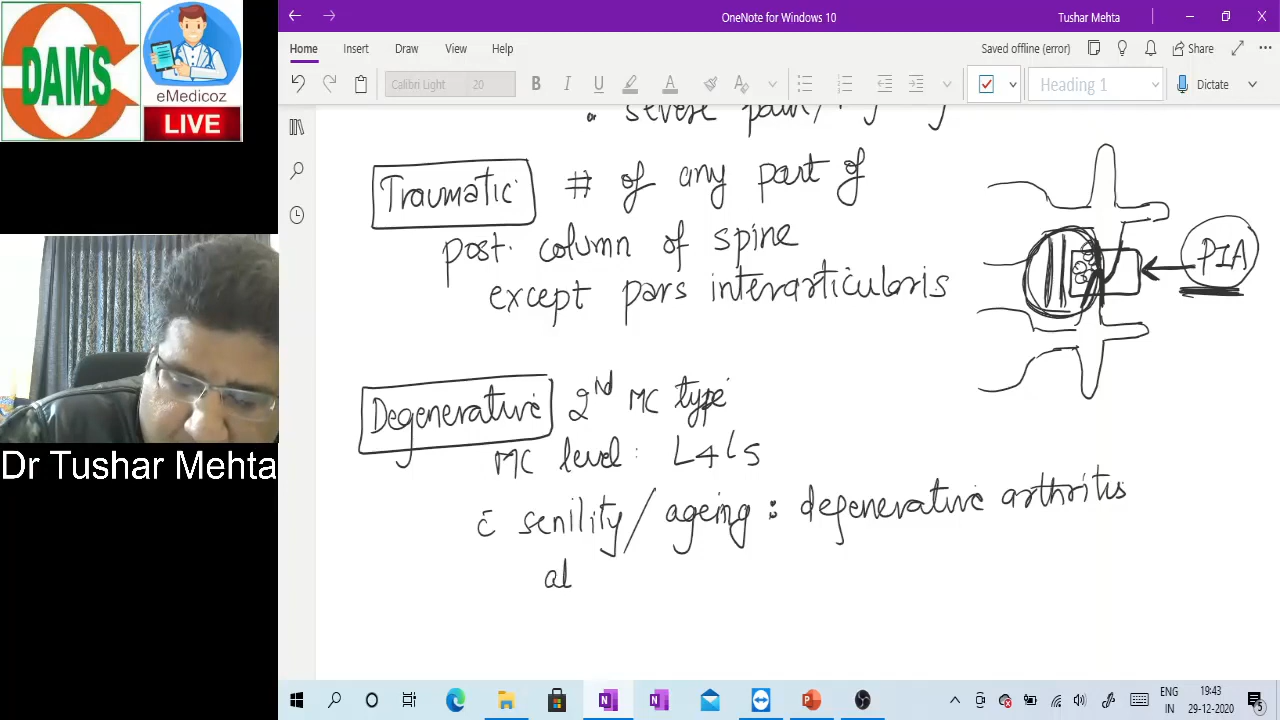 OneNote for Windows 10
Tushar Mehta
Home Insert Draw View Help
Saved offline (error)
Share
Calibri Light 20
B I U A
Heading 1
Dictate
DAMS
eMedicoz
LIVE
severe pain/
Traumatic # of any part of
post. column of spine
except pars interarticularis
PIA
Degenerative 2nd MC type
MC level: L4L5
c̄ senility/ageing: degenerative arthritis
al
Dr Tushar Mehta
ENG
IN
19:43
29-12-2020
5